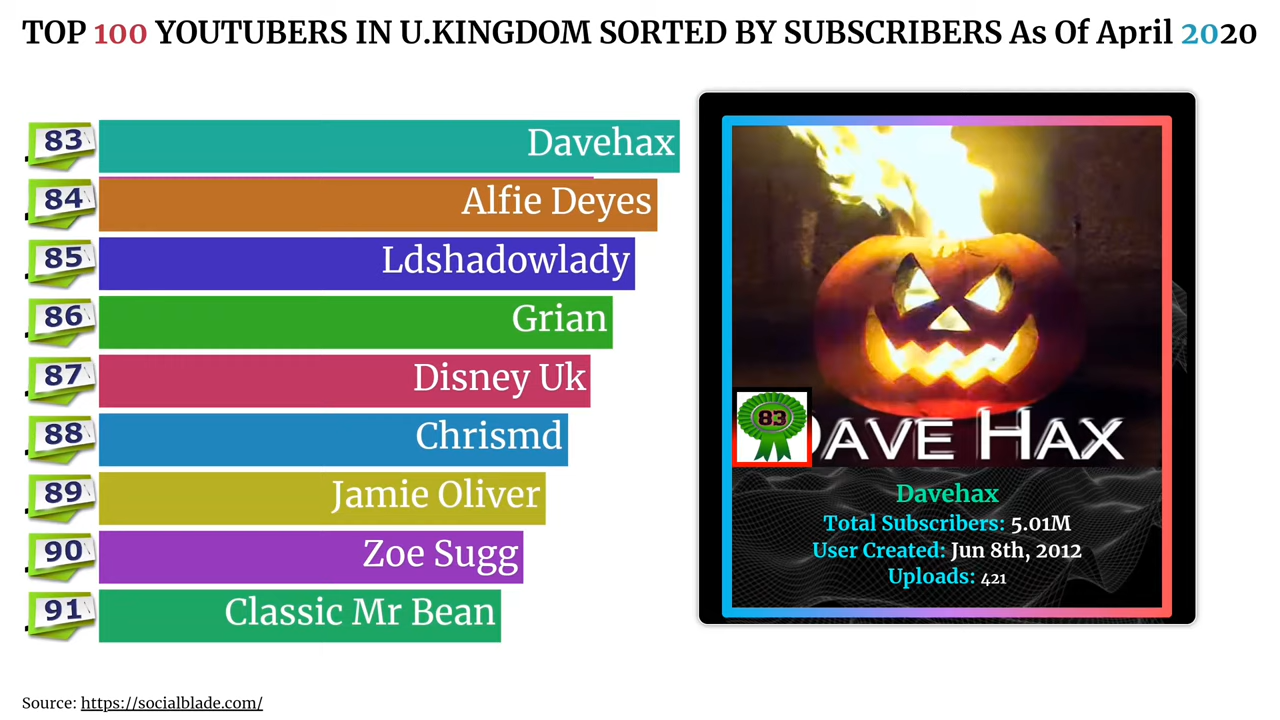 TOP 100 YOUTUBERS IN U.KINGDOM SORTED BY SUBSCRIBERS As Of April 2020
83 Davehax
84 Alfie Deyes
85 Ldshadowlady
86 Grian
87 Disney Uk
88 Chrismd
89 Jamie Oliver
90 Zoe Sugg
91 Classic Mr Bean
83
DAVE HAX
Davehax
Total Subscribers: 5.01M
User Created: Jun 8th, 2012
Uploads: 421
Source: https://socialblade.com/